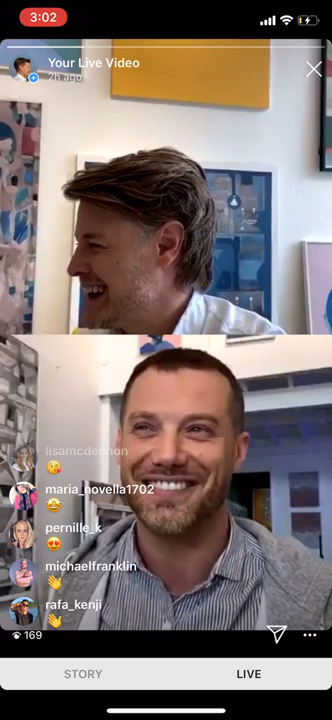 3:02
Your Live Video
2h ago
lisamcdennon
maria_novella1702
pernille_k
michaelfranklin
rafa_kenji
169
STORY
LIVE